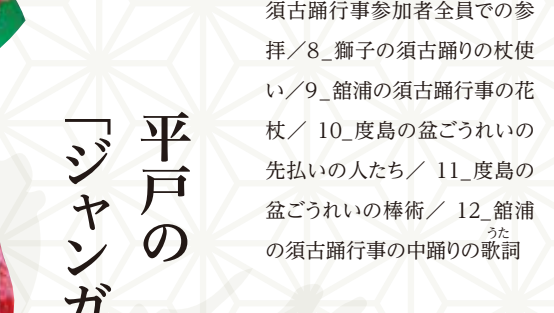 須古踊行事参加者全員での参
拝／8_獅子の須古踊りの杖使
い／9_舘浦の須古踊行事の花
杖／ 10_度島の盆ごうれいの
先払いの人たち／ 11_度島の
盆ごうれいの棒術／ 12_舘浦
うた
の須古踊行事の中踊りの歌詞
平戸の
「ジャンガ